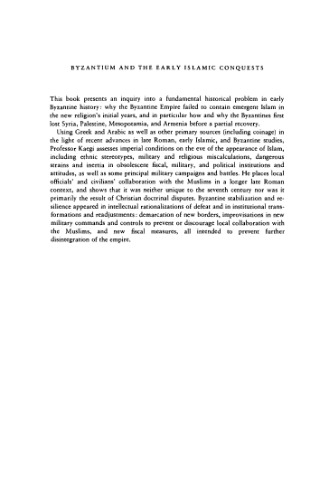 BYZANTIUM AND THE EARLY ISLAMIC CONQUESTS
This book presents an inquiry into a fundamental historical problem in early
Byzantine history: why the Byzantine Empire failed to contain emergent Islam in
the new religion's initial years, and in particular how and why the Byzantines first
lost Syria, Palestine, Mesopotamia, and Armenia before a partial recovery.
Using Greek and Arabic as well as other primary sources (including coinage) in
the light of recent advances in late Roman, early Islamic, and Byzantine studies,
Professor Kaegi assesses imperial conditions on the eve of the appearance of Islam,
including ethnic stereotypes, military and religious miscalculations, dangerous
strains and inertia in obsolescent fiscal, military, and political institutions and
attitudes, as well as some principal military campaigns and battles. He places local
officials' and civilians' collaboration with the Muslims in a longer late Roman
context, and shows that it was neither unique to the seventh century nor was it
primarily the result of Christian doctrinal disputes. Byzantine stabilization and re-
silience appeared in intellectual rationalizations of defeat and in institutional trans-
formations and readjustments: demarcation of new borders, improvisations in new
military commands and controls to prevent or discourage local collaboration with
the Muslims, and new fiscal measures, all intended to prevent further
disintegration of the empire.